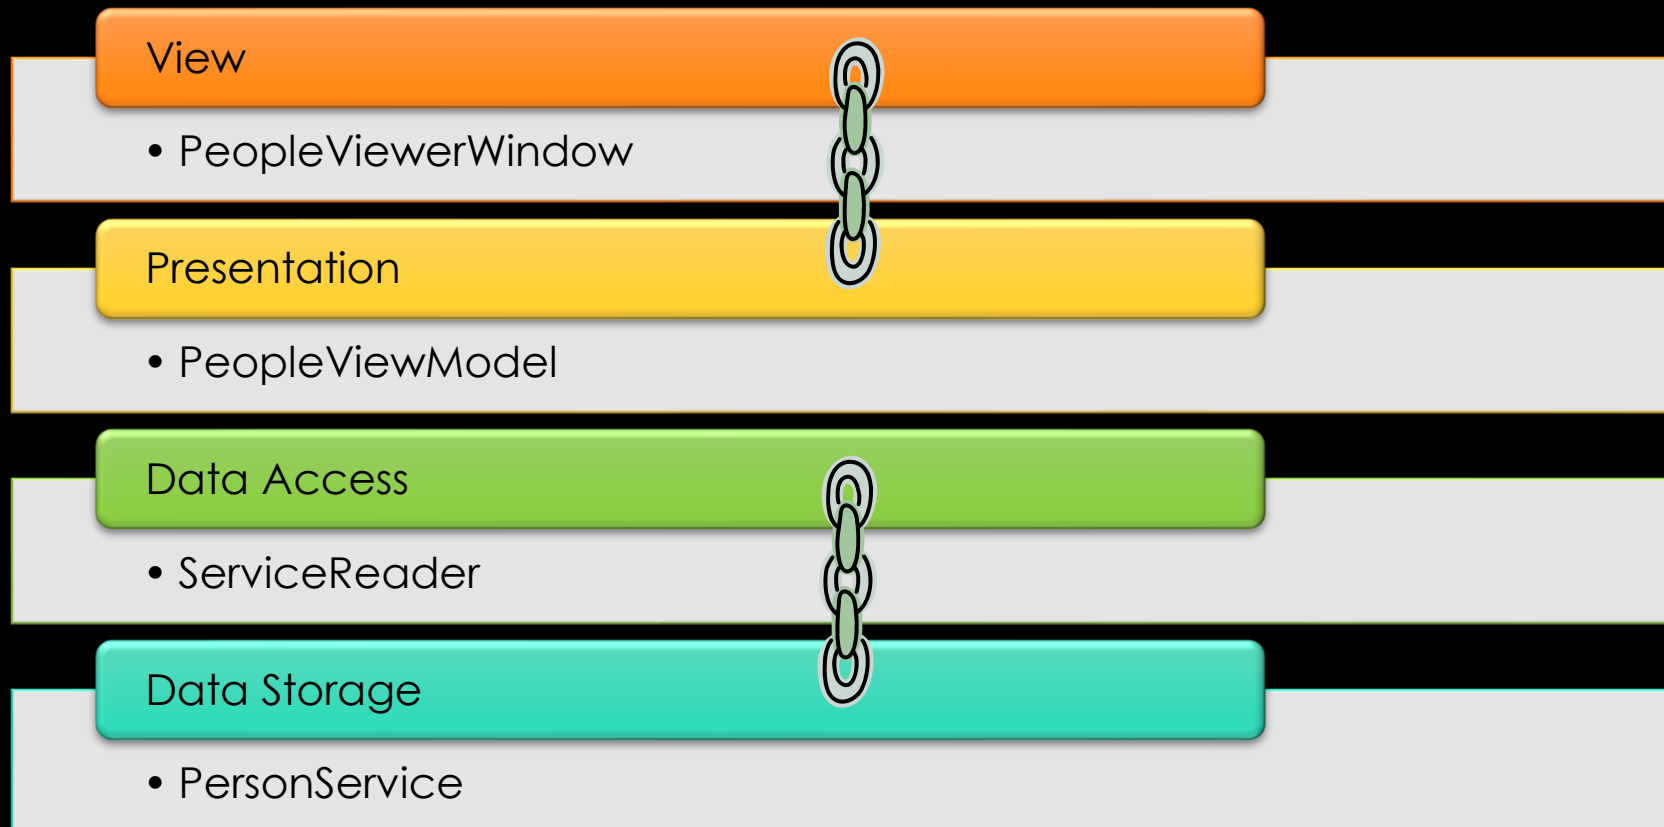 View
• PeopleViewerWindow
Presentation
• PeopleViewModel
Data Access
• ServiceReader
Data Storage
• PersonService